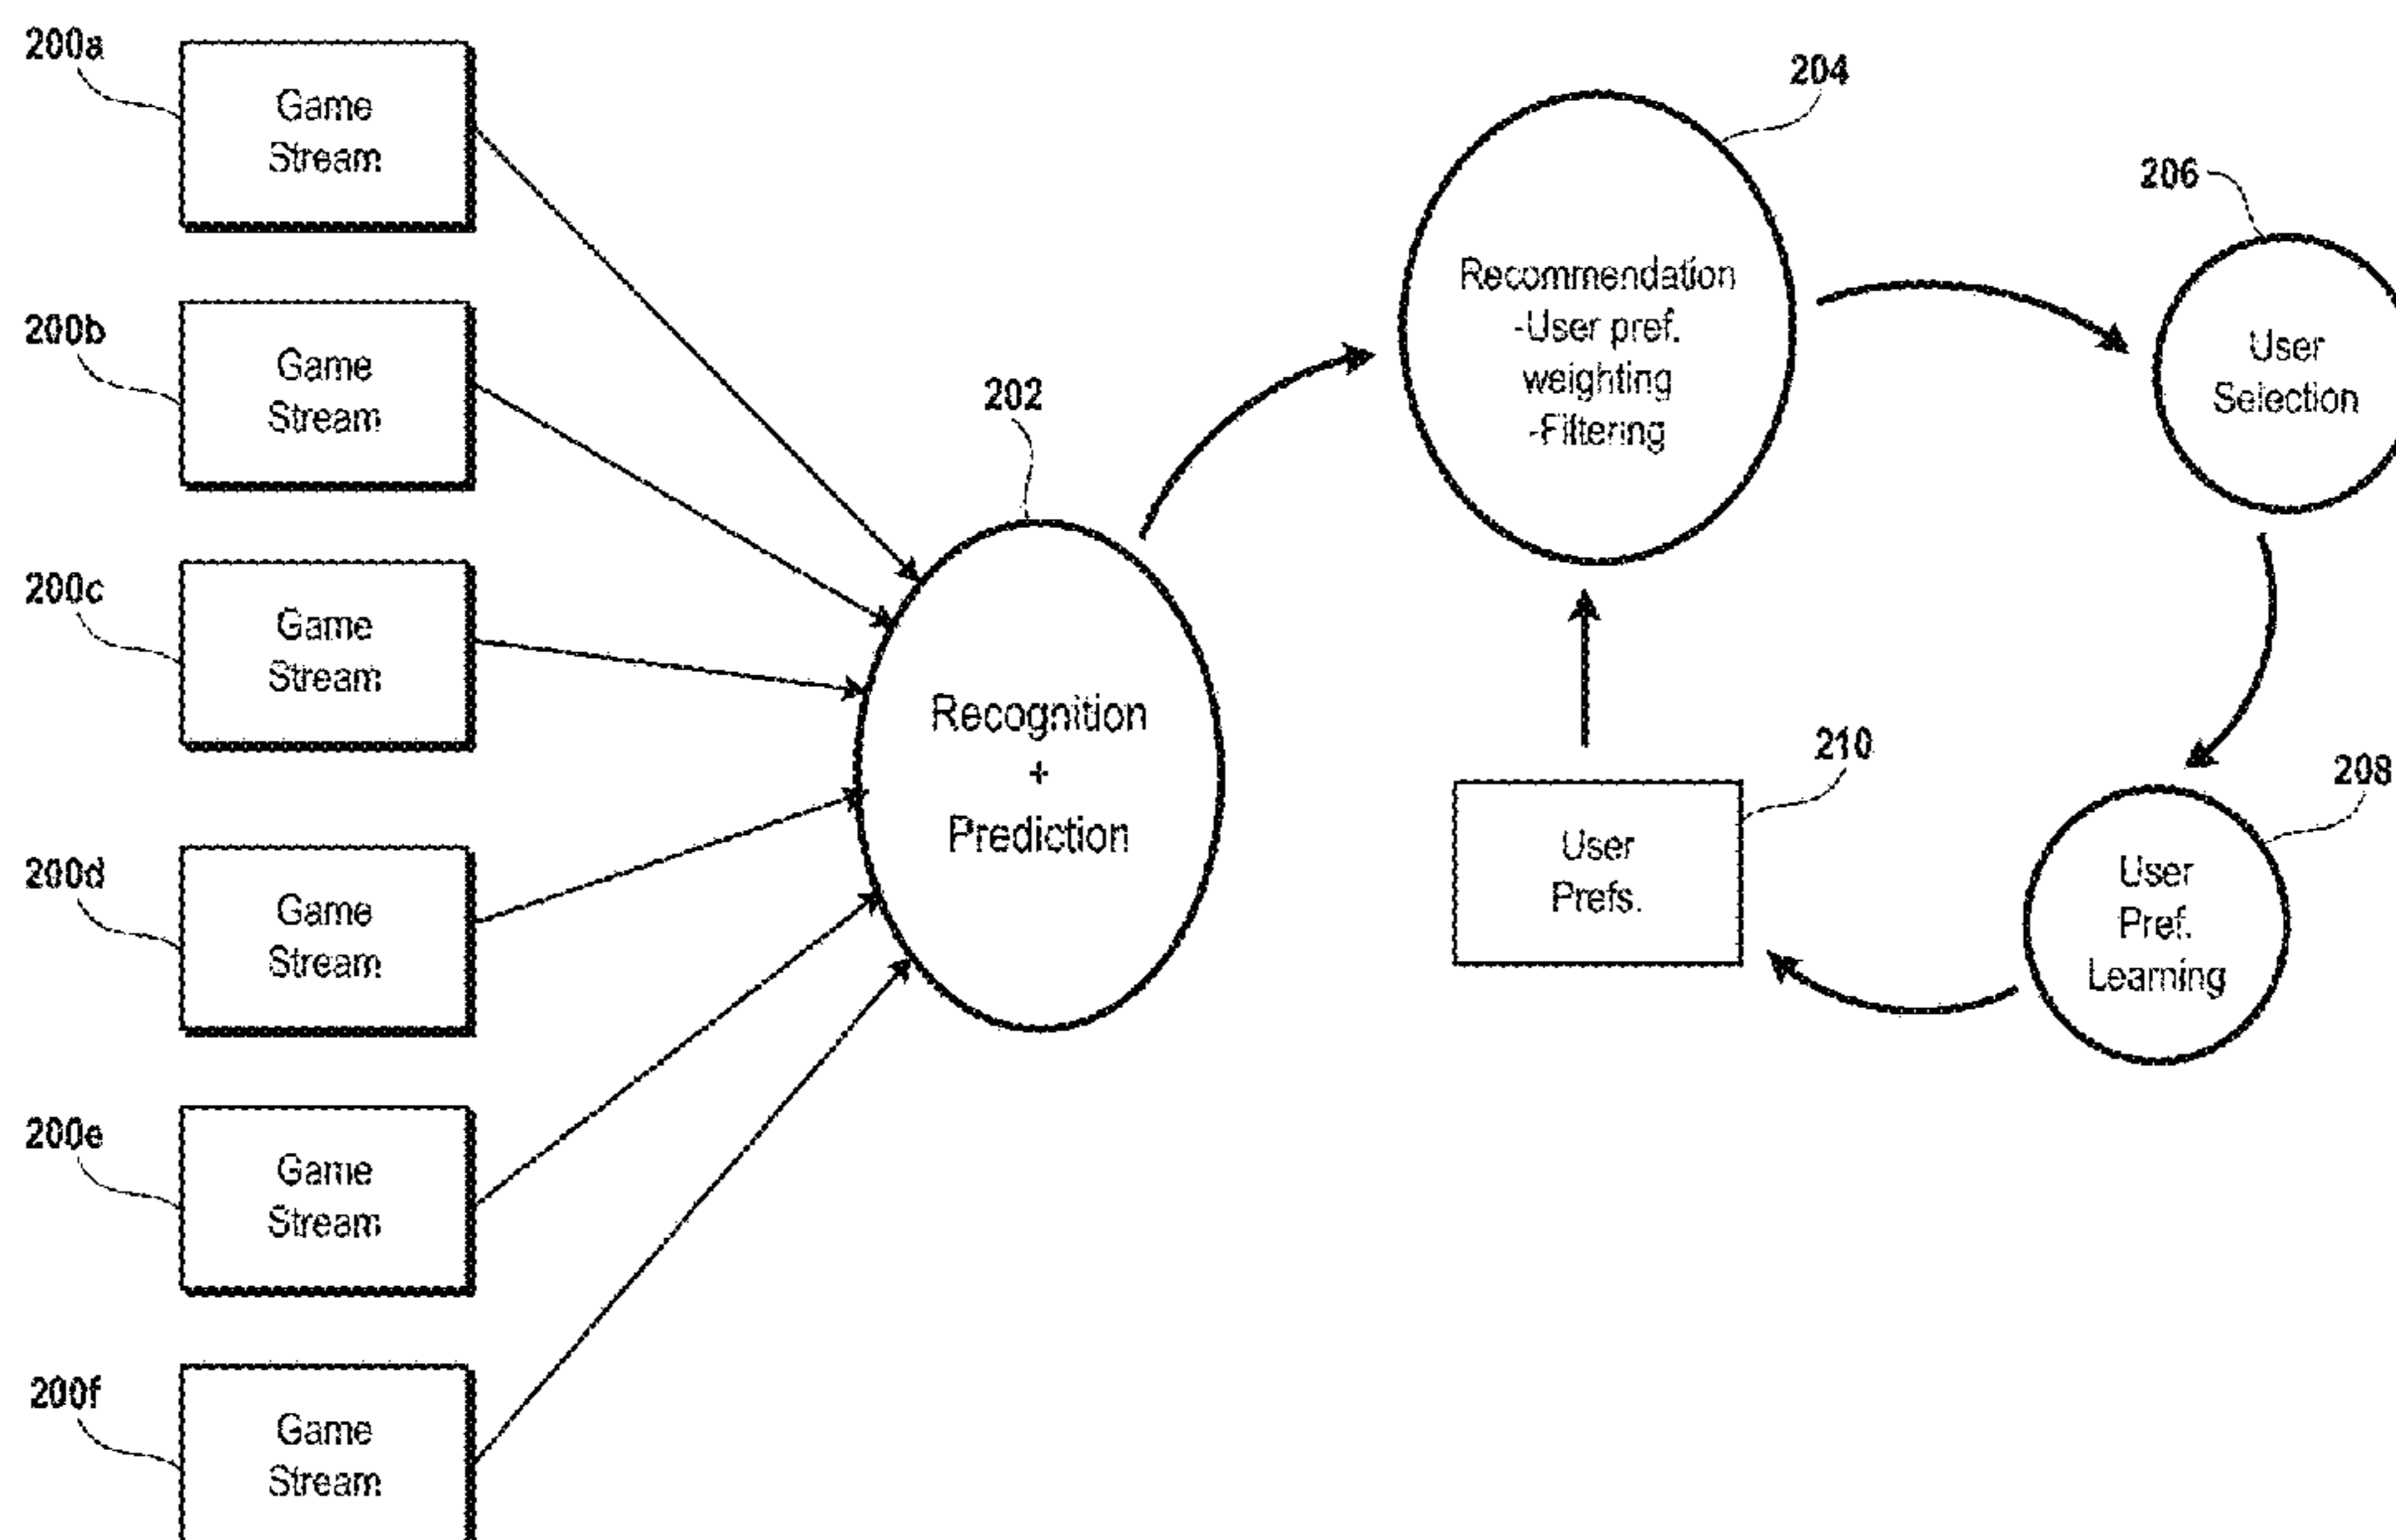 200a
Game
Stream
200b
Game
Stream
200c
Game
Stream
200d
Game
Stream
200e
Game
Stream
200f
Game
Stream
202
Recognition
+
Prediction
204
Recommendation
-User pref.
weighting
-Filtering
206
User
Selection
208
User
Pref.
Learning
210
User
Prefs.